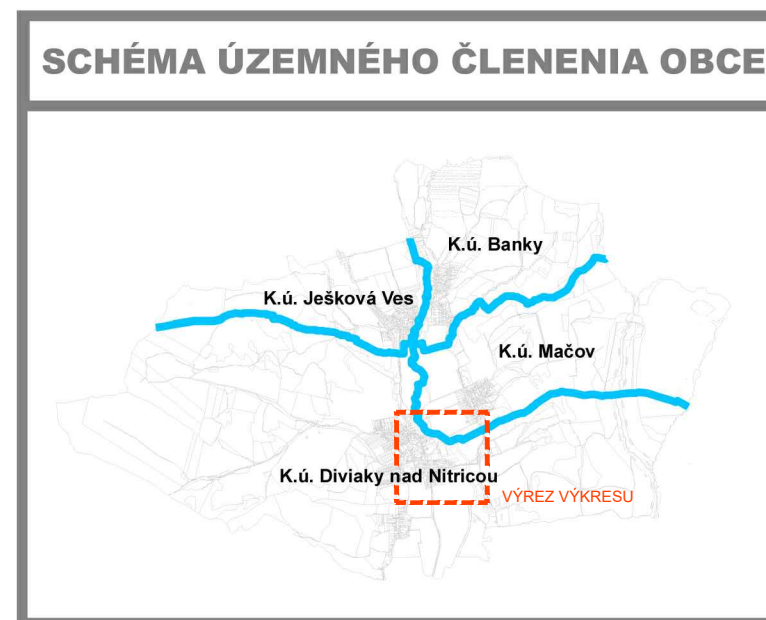 SCHÉMA ÚZEMNÉHO ČLENENIA OBCE
K.ú. Banky
K.ú. Ješková Ves
K.ú. Mačov
K.ú. Diviaky nad Nitricou
VÝREZ VÝKRESU